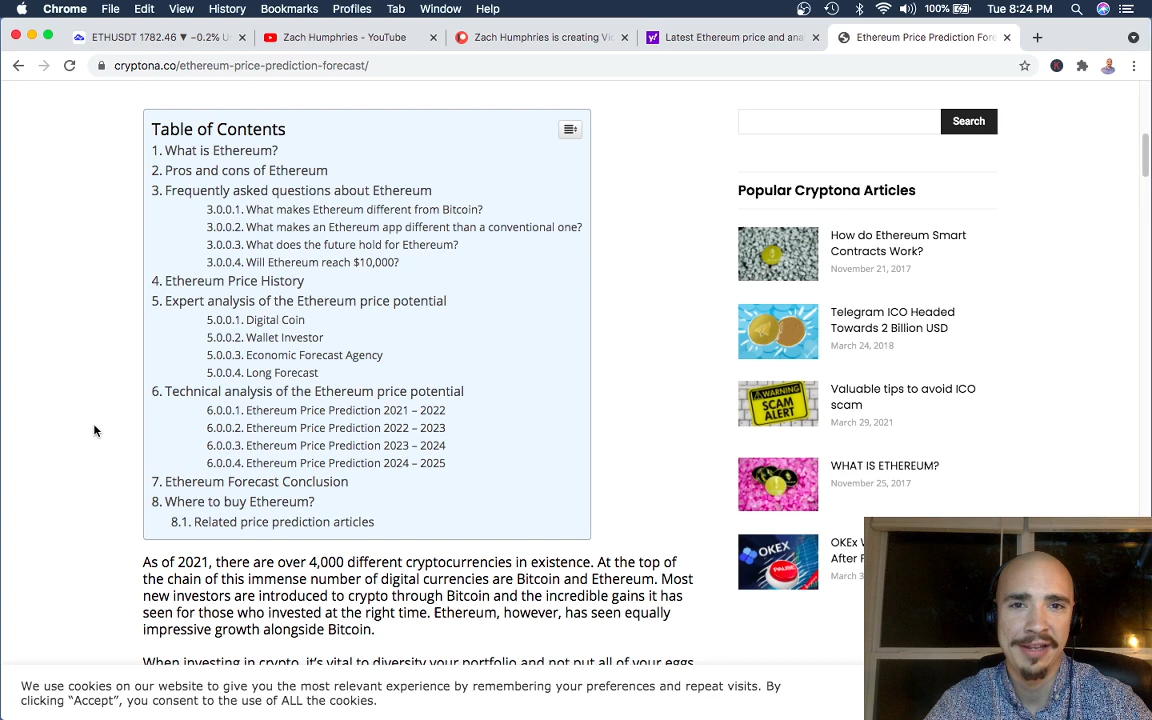 Chrome File Edit View History Bookmarks Profiles Tab Window Help 100% Tue 8:24 PM
ETHUSDT 1782.46 ▼ −0.2% U
Zach Humphries - YouTube
Zach Humphries is creating Vi
Latest Ethereum price and ana
Ethereum Price Prediction For
cryptona.co/ethereum-price-prediction-forecast/
Table of Contents
1. What is Ethereum?
2. Pros and cons of Ethereum
3. Frequently asked questions about Ethereum
3.0.0.1. What makes Ethereum different from Bitcoin?
3.0.0.2. What makes an Ethereum app different than a conventional one?
3.0.0.3. What does the future hold for Ethereum?
3.0.0.4. Will Ethereum reach $10,000?
4. Ethereum Price History
5. Expert analysis of the Ethereum price potential
5.0.0.1. Digital Coin
5.0.0.2. Wallet Investor
5.0.0.3. Economic Forecast Agency
5.0.0.4. Long Forecast
6. Technical analysis of the Ethereum price potential
6.0.0.1. Ethereum Price Prediction 2021 – 2022
6.0.0.2. Ethereum Price Prediction 2022 – 2023
6.0.0.3. Ethereum Price Prediction 2023 – 2024
6.0.0.4. Ethereum Price Prediction 2024 – 2025
7. Ethereum Forecast Conclusion
8. Where to buy Ethereum?
8.1. Related price prediction articles
As of 2021, there are over 4,000 different cryptocurrencies in existence. At the top of
the chain of this immense number of digital currencies are Bitcoin and Ethereum. Most
new investors are introduced to crypto through Bitcoin and the incredible gains it has
seen for those who invested at the right time. Ethereum, however, has seen equally
impressive growth alongside Bitcoin.
When investing in crypto, it's vital to diversity your portfolio and not put all of your eggs
Search
Popular Cryptona Articles
How do Ethereum Smart
Contracts Work?
November 21, 2017
Telegram ICO Headed
Towards 2 Billion USD
March 24, 2018
WARNING
SCAM
ALERT
Valuable tips to avoid ICO
scam
March 29, 2021
WHAT IS ETHEREUM?
November 25, 2017
OKEX
PAUSE
OKEx
After F
March 3
We use cookies on our website to give you the most relevant experience by remembering your preferences and repeat visits. By
clicking “Accept”, you consent to the use of ALL the cookies.